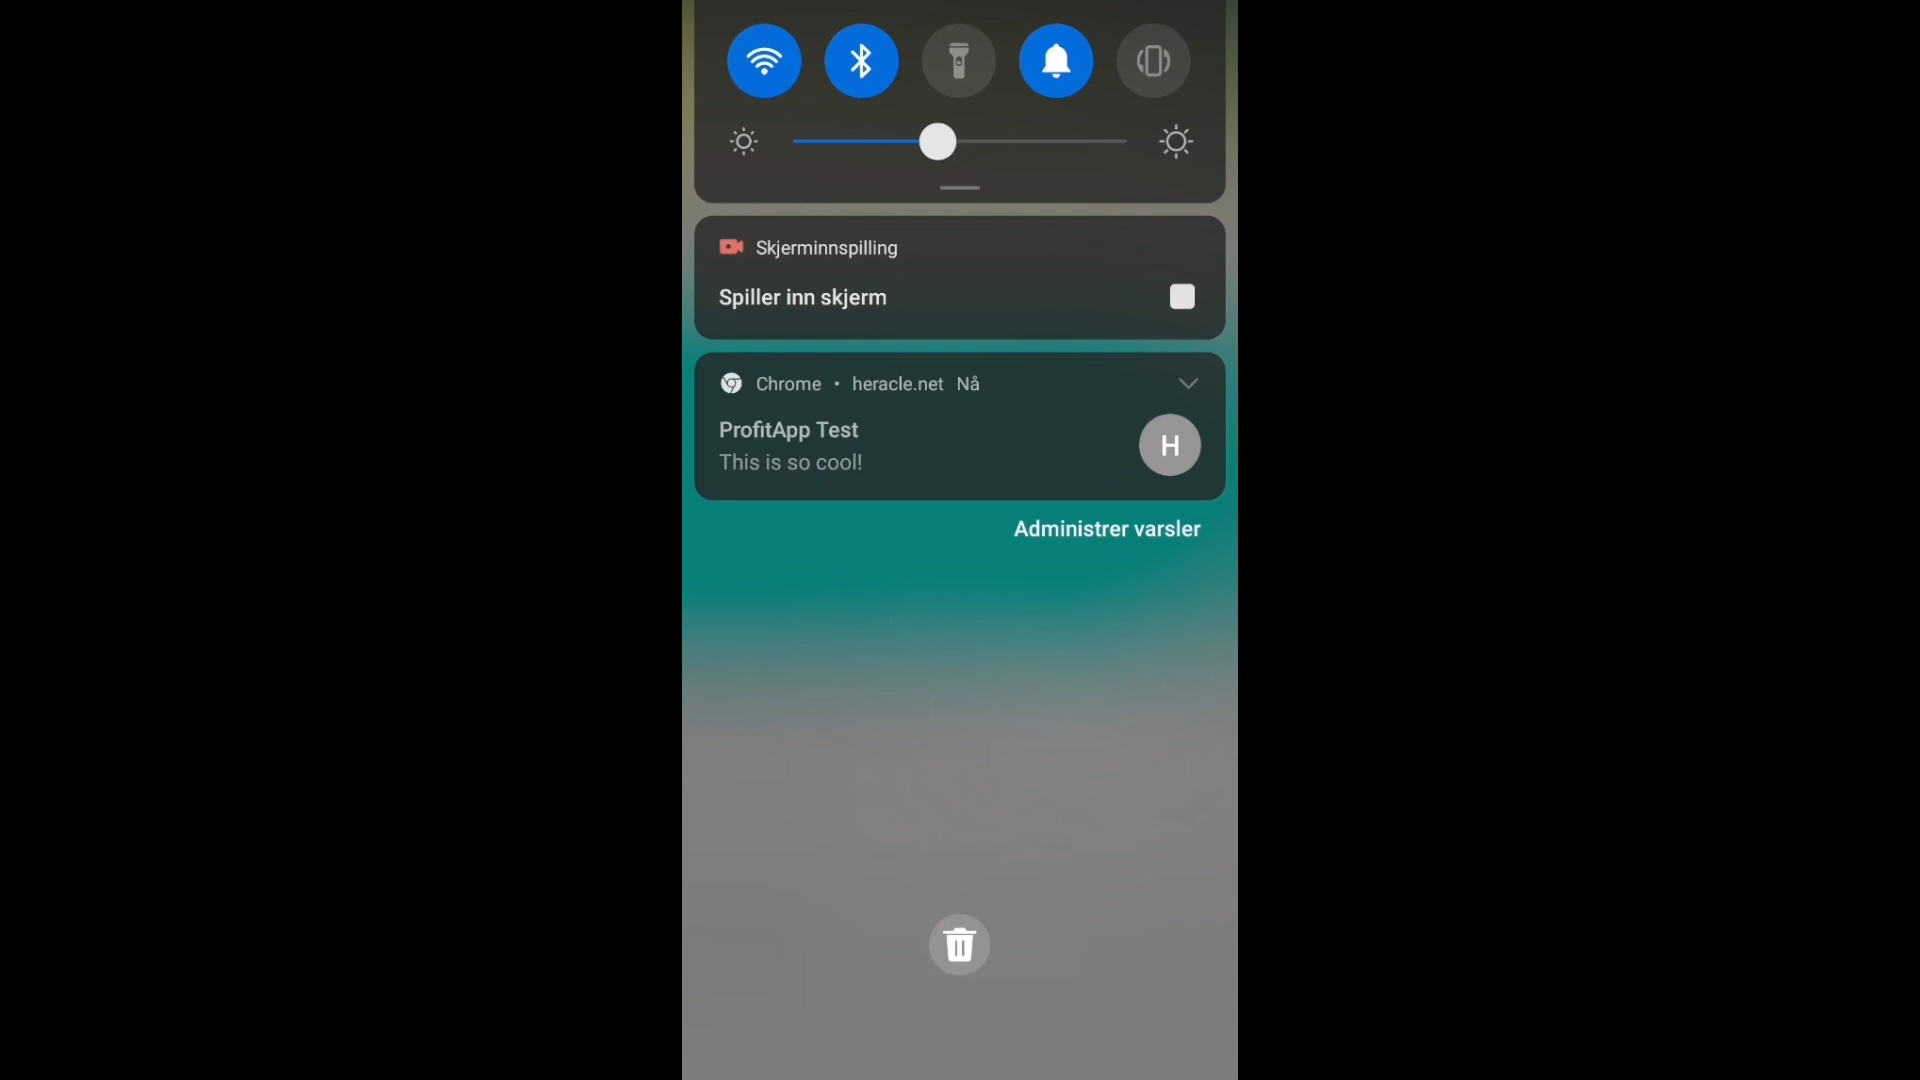 Skjerminnspilling
Spiller inn skjerm
Chrome • heracle.net Nå
ProfitApp Test
This is so cool!
H
Administrer varsler